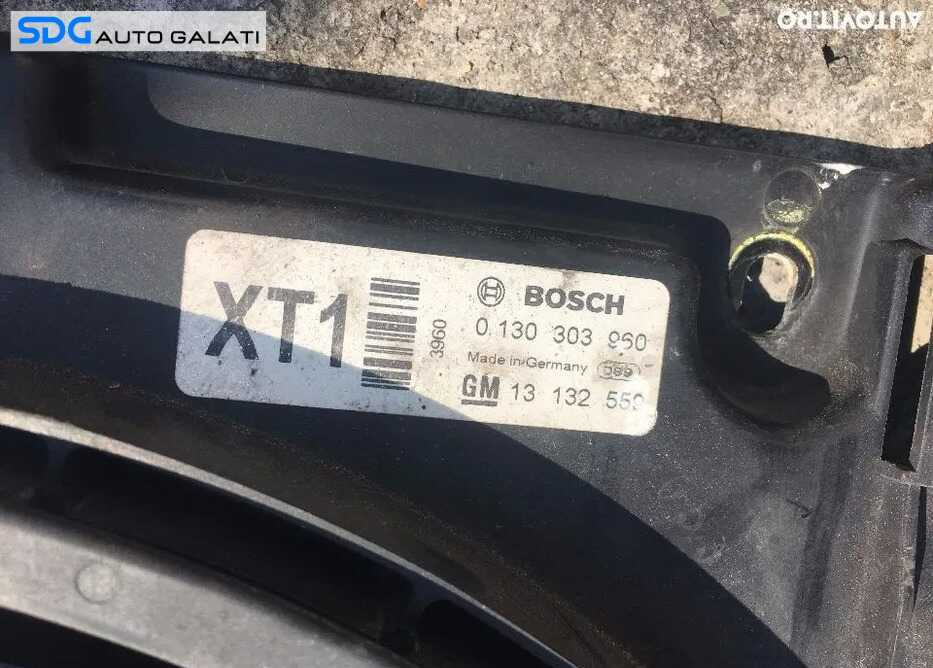 SDG AUTO GALATI
AUTOVIT.RO
XT1
3960
BOSCH
0 130 303 960
Made in Germany 595
GM 13 132 559